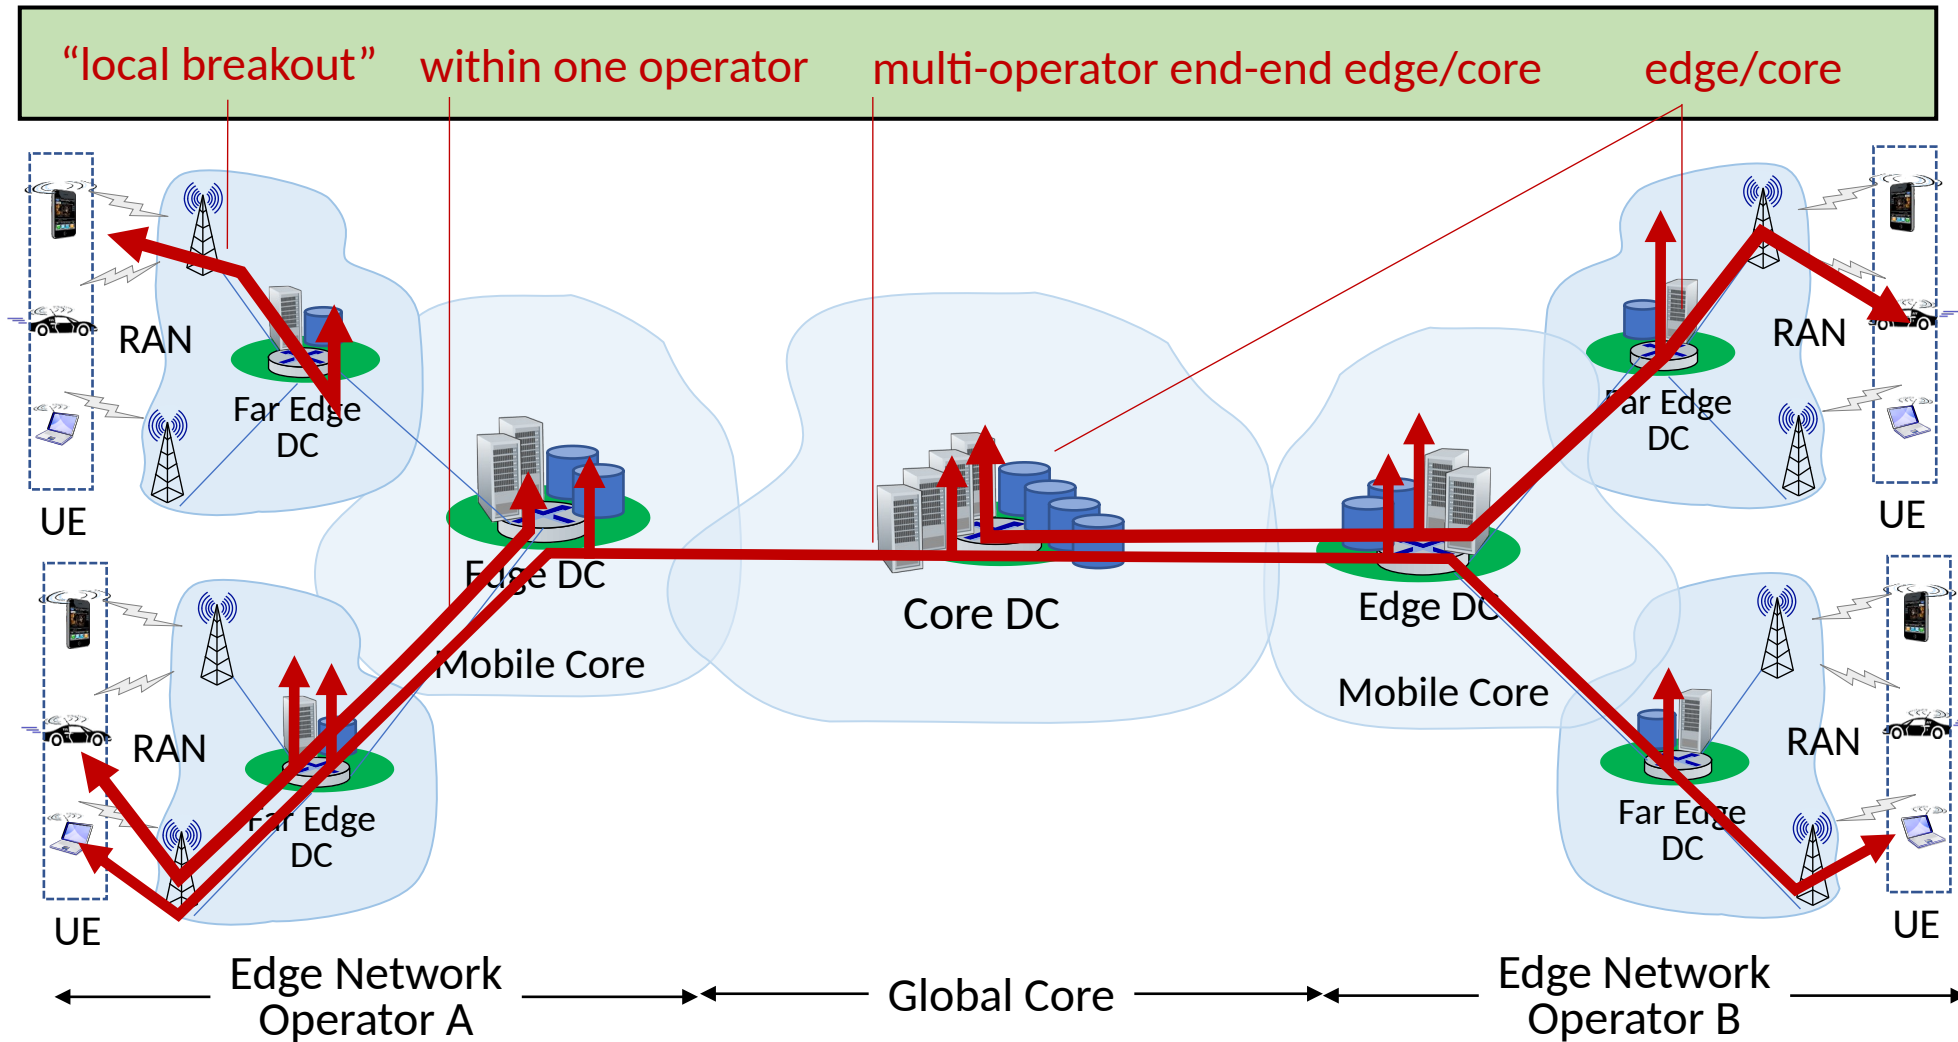 “local breakout”
within one operator
multi-operator end-end edge/core
edge/core
RAN
Far Edge
DC
UE
RAN
Far Edge
DC
UE
Edge DC
Mobile Core
Core DC
Edge DC
Mobile Core
RAN
Far Edge
DC
UE
RAN
Far Edge
DC
UE
Edge Network
Operator A
Global Core
Edge Network
Operator B